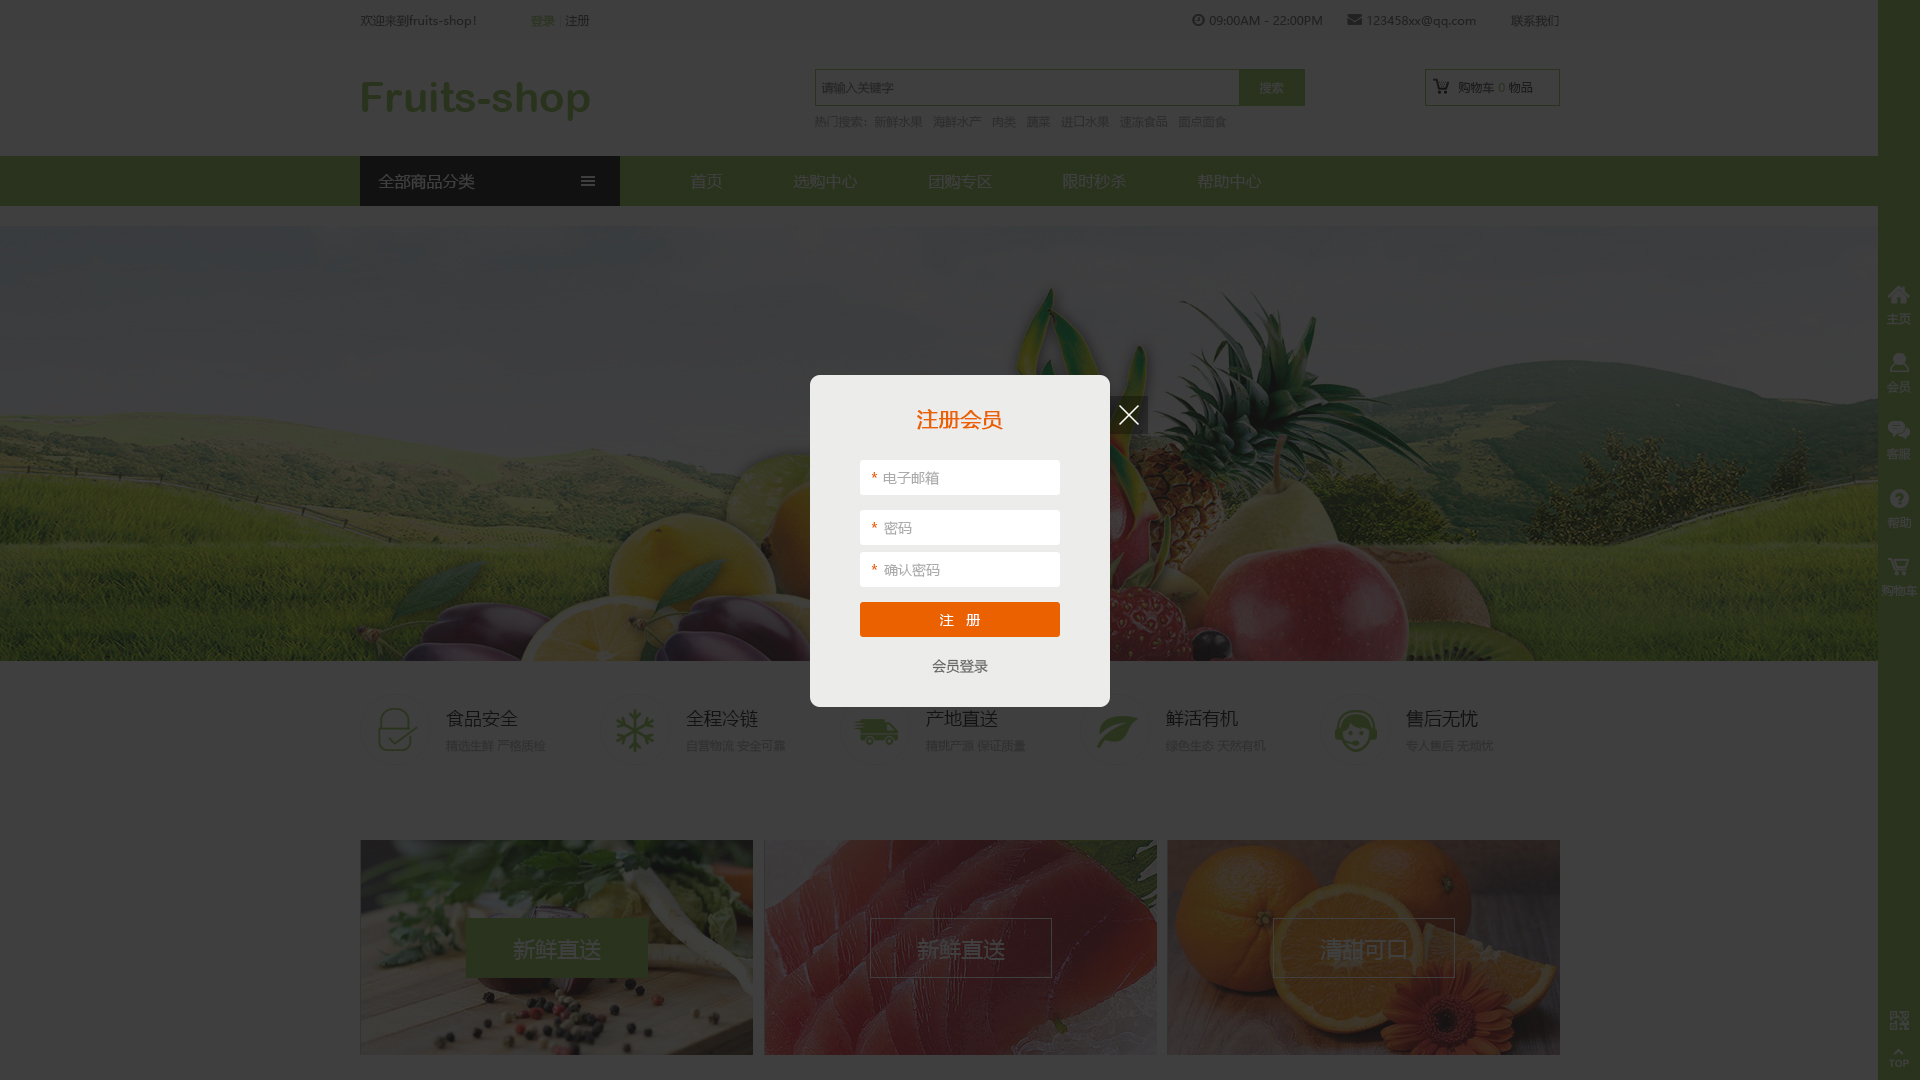 欢迎来到fruits-shop! 登录 | 注册 09:00AM - 22:00PM 123458xx@qq.com 联系我们
Fruits-shop
请输入关键字 搜索 购物车 0 物品
热门搜索: 新鲜水果 海鲜水产 肉类 蔬菜 进口水果 速冻食品 面点面食
全部商品分类 首页 选购中心 团购专区 限时秒杀 帮助中心
主页
会员
客服
帮助
购物车
注册会员
* 电子邮箱
* 密码
* 确认密码
注 册
会员登录
食品安全 全程冷链 产地直送 鲜活有机 售后无忧
精选生鲜 严格质检 自营物流 安全可靠 精挑产源 保证质量 绿色生态 天然有机 专人售后 无烦忧
新鲜直送 新鲜直送 清甜可口
TOP